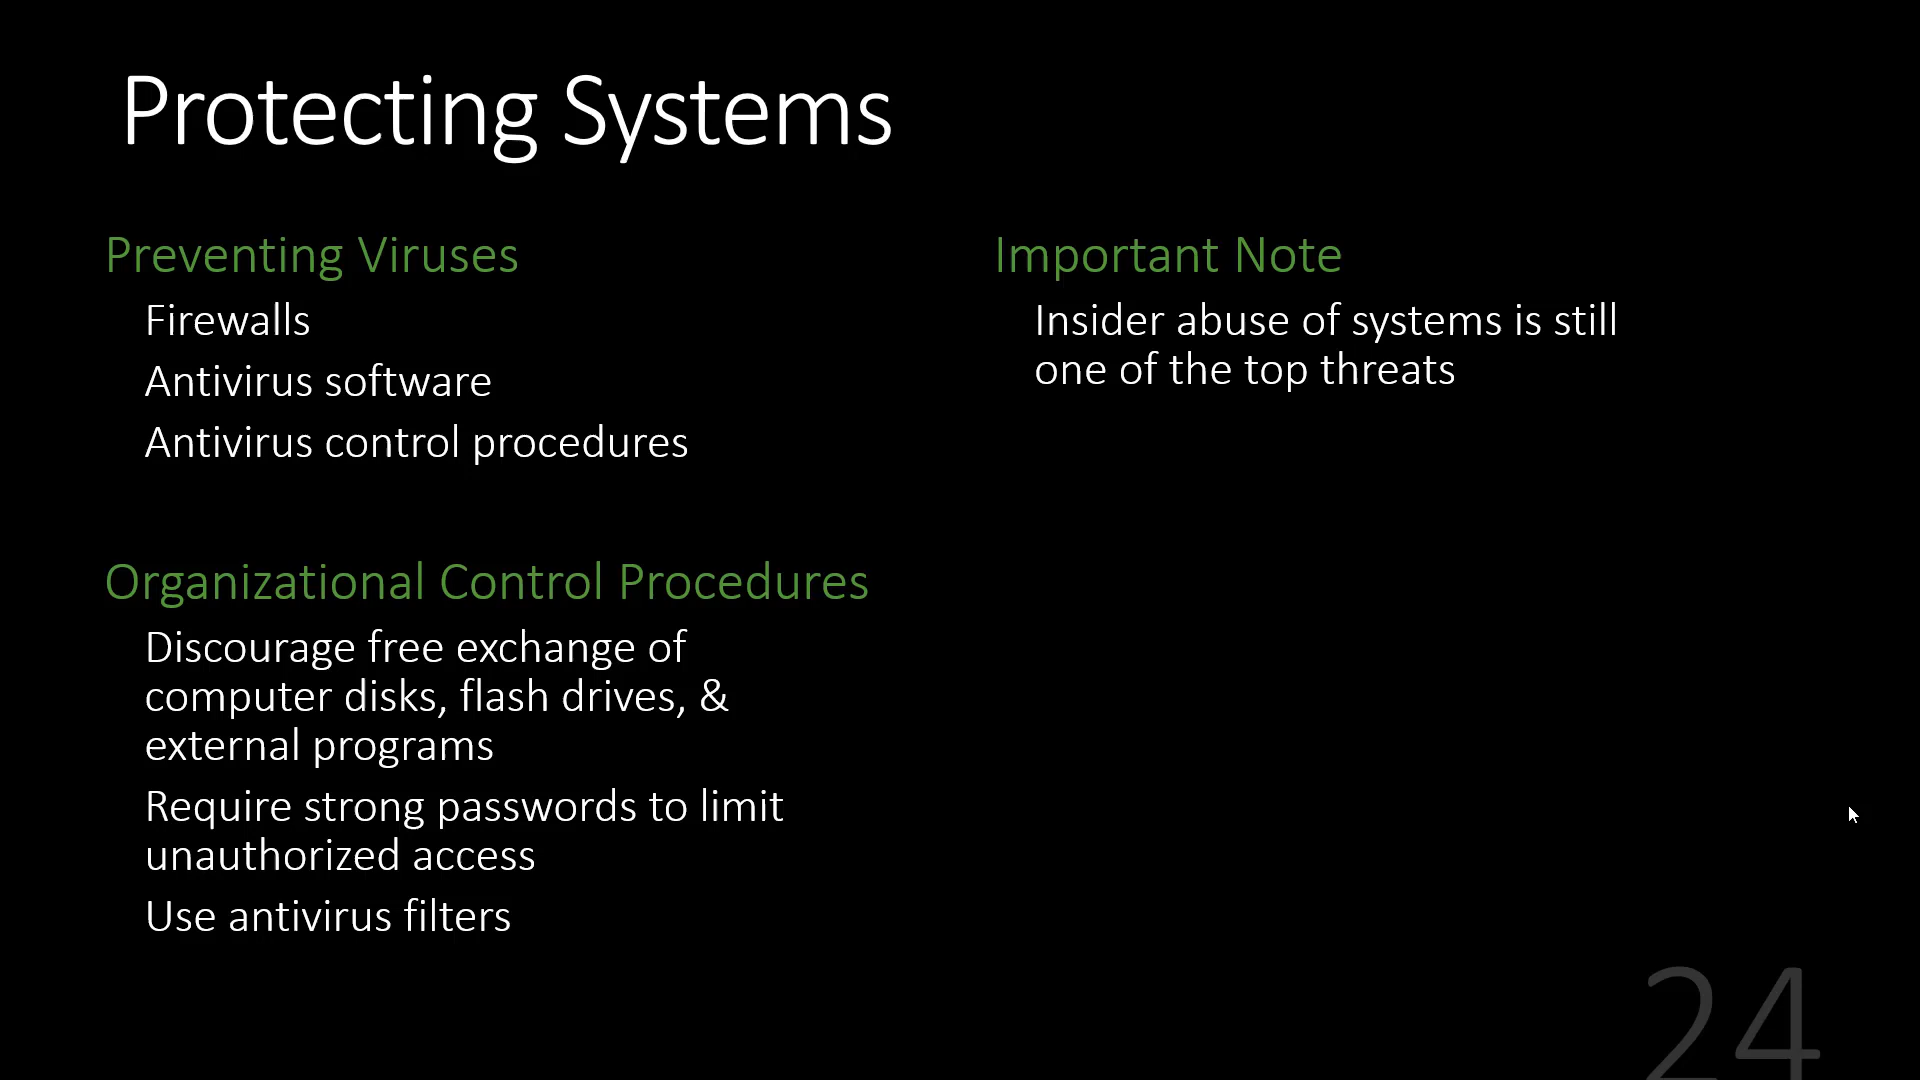 Protecting Systems
Preventing Viruses
Firewalls
Antivirus software
Antivirus control procedures
Organizational Control Procedures
Discourage free exchange of
computer disks, flash drives, &
external programs
Require strong passwords to limit
unauthorized access
Use antivirus filters
Important Note
Insider abuse of systems is still
one of the top threats
24